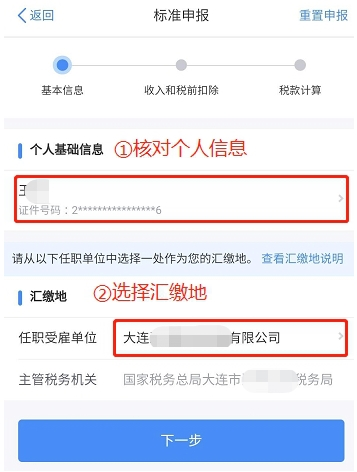 返回
标准申报
重置申报
基本信息
收入和税前扣除
税款计算
个人基础信息 ①核对个人信息
王
证件号码：2****************6
请从以下任职单位中选择一处作为您的汇缴地。 查看汇缴地说明
汇缴地 ②选择汇缴地
任职受雇单位 大连 有限公司
主管税务机关 国家税务总局大连市 税务局
下一步